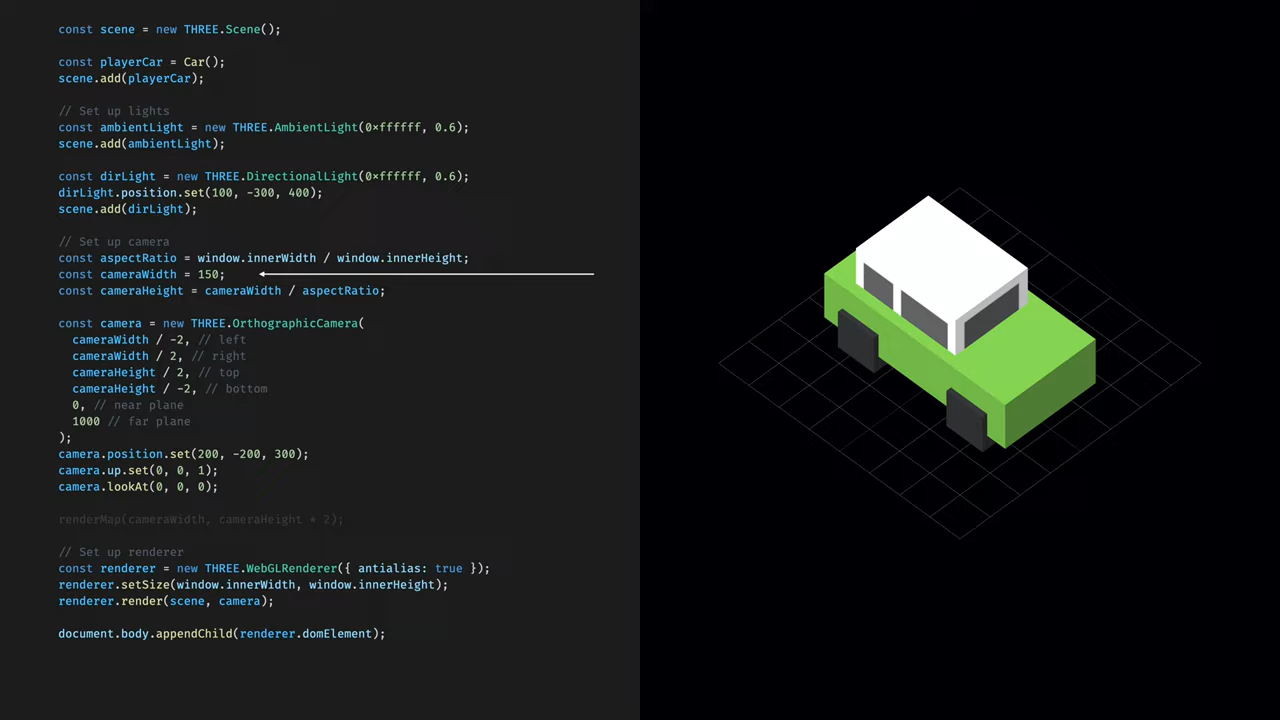 const scene = new THREE.Scene();
const playerCar = Car();
scene.add(playerCar);
// Set up lights
const ambientLight = new THREE.AmbientLight(0×ffffff, 0.6);
scene.add(ambientLight);
const dirLight = new THREE.DirectionalLight(0×ffffff, 0.6);
dirLight.position.set(100, -300, 400);
scene.add(dirLight);
// Set up camera
const aspectRatio = window.innerWidth / window.innerHeight;
const cameraWidth = 150;
const cameraHeight = cameraWidth / aspectRatio;
const camera = new THREE.OrthographicCamera(
cameraWidth / -2, // left
cameraWidth / 2, // right
cameraHeight / 2, // top
cameraHeight / -2, // bottom
0, // near plane
1000 // far plane
);
camera.position.set(200, -200, 300);
camera.up.set(0, 0, 1);
camera.lookAt(0, 0, 0);
renderMap(cameraWidth, cameraHeight * 2);
// Set up renderer
const renderer = new THREE.WebGLRenderer({ antialias: true });
renderer.setSize(window.innerWidth, window.innerHeight);
renderer.render(scene, camera);
document.body.appendChild(renderer.domElement);